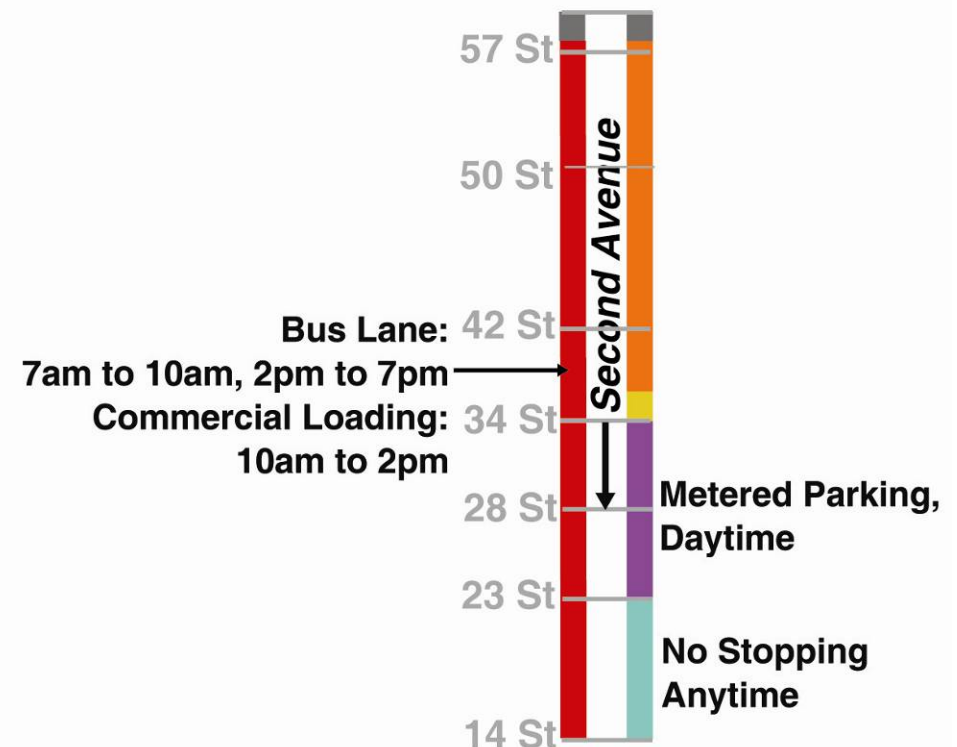 57 St
50 St
Second Avenue
42 St
Bus Lane:
7am to 10am, 2pm to 7pm
Commercial Loading:
10am to 2pm
34 St
28 St
Metered Parking,
Daytime
23 St
No Stopping
Anytime
14 St